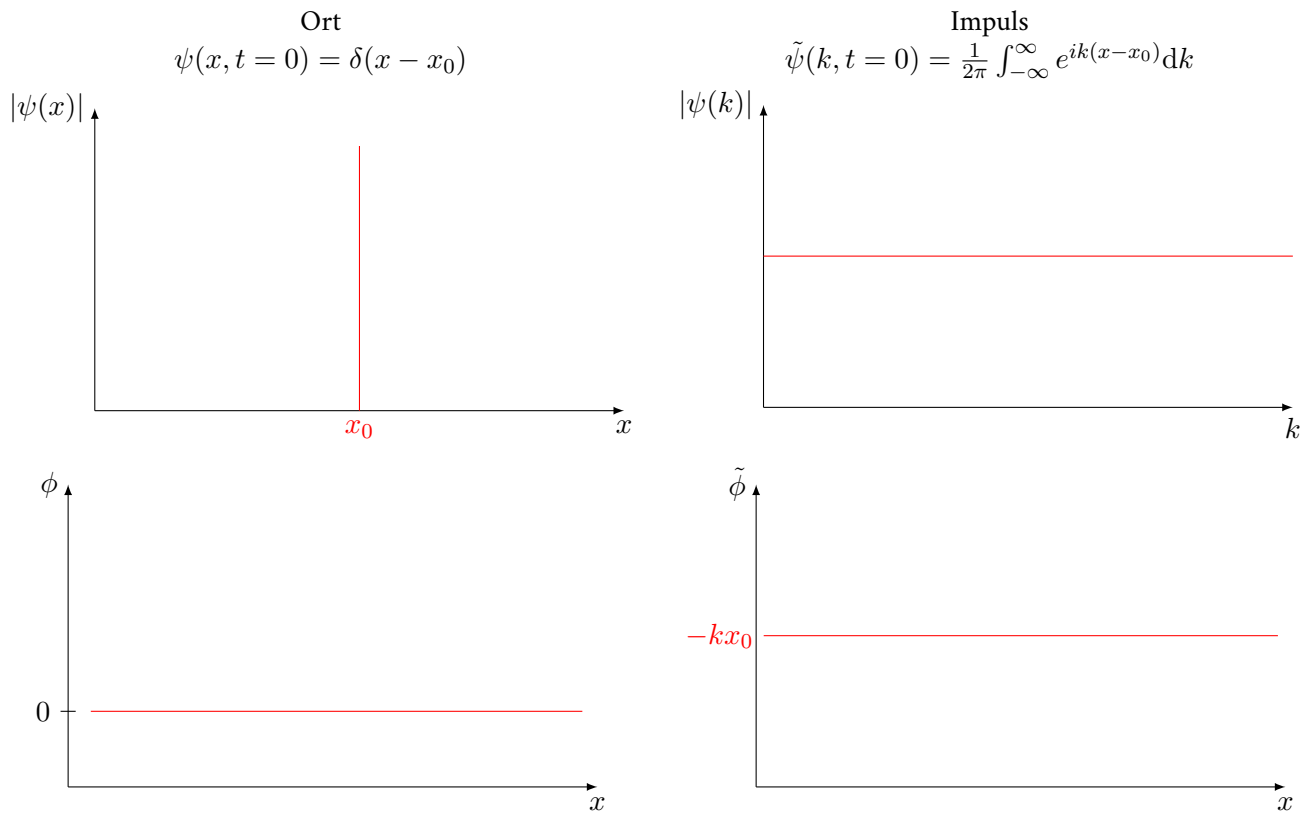 Ort
ψ(x, t = 0) = δ(x − x₀)
|ψ(x)|
x₀
x
Impuls
ψ̃(k, t = 0) = 1/2π ∫_{−∞}^{∞} e^{ik(x−x₀)}dk
|ψ(k)|
k
ϕ
0
x
ϕ̃
−kx₀
x